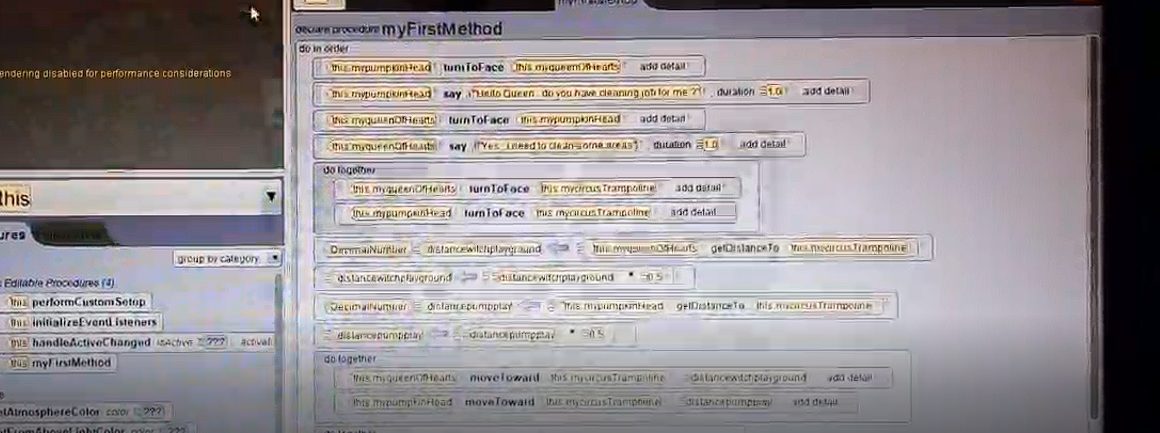 endering disabled for performance considerations
declare procedure myFirstMethod
do in order
this.mypumpkinHead turnToFace this.myqueenOfHearts add detail
this.mypumpkinHead say "Hello Queen , do you have cleaning job for me ?" , duration 1.0 add detail
this.myqueenOfHearts turnToFace this.mypumpkinHead add detail
this.myqueenOfHearts say "Yes , i need to clean some areas" , duration 1.0 add detail
do together
this.myqueenOfHearts turnToFace this.mycircusTrampoline add detail
this.mypumpkinHead turnToFace this.mycircusTrampoline add detail
DecimalNumber distancewitchplayground this.myqueenOfHearts getDistanceTo this.mycircusTrampoline
distancewitchplayground distancewitchplayground * 0.5
DecimalNumber distancepumpplay this.mypumpkinHead getDistanceTo this.mycircusTrampoline
distancepumpplay distancepumpplay * 0.5
do together
this.myqueenOfHearts moveToward this.mycircusTrampoline distancewitchplayground add detail
this.mypumpkinHead moveToward this.mycircusTrampoline distancepumpplay add detail
this
ures
group by category
Editable Procedures (4)
this performCustomSetup
this initializeEventListeners
this handleActiveChanged isActive ??? activat
this myFirstMethod
etAtmosphereColor color ???
etFromAboveLightColor color ???